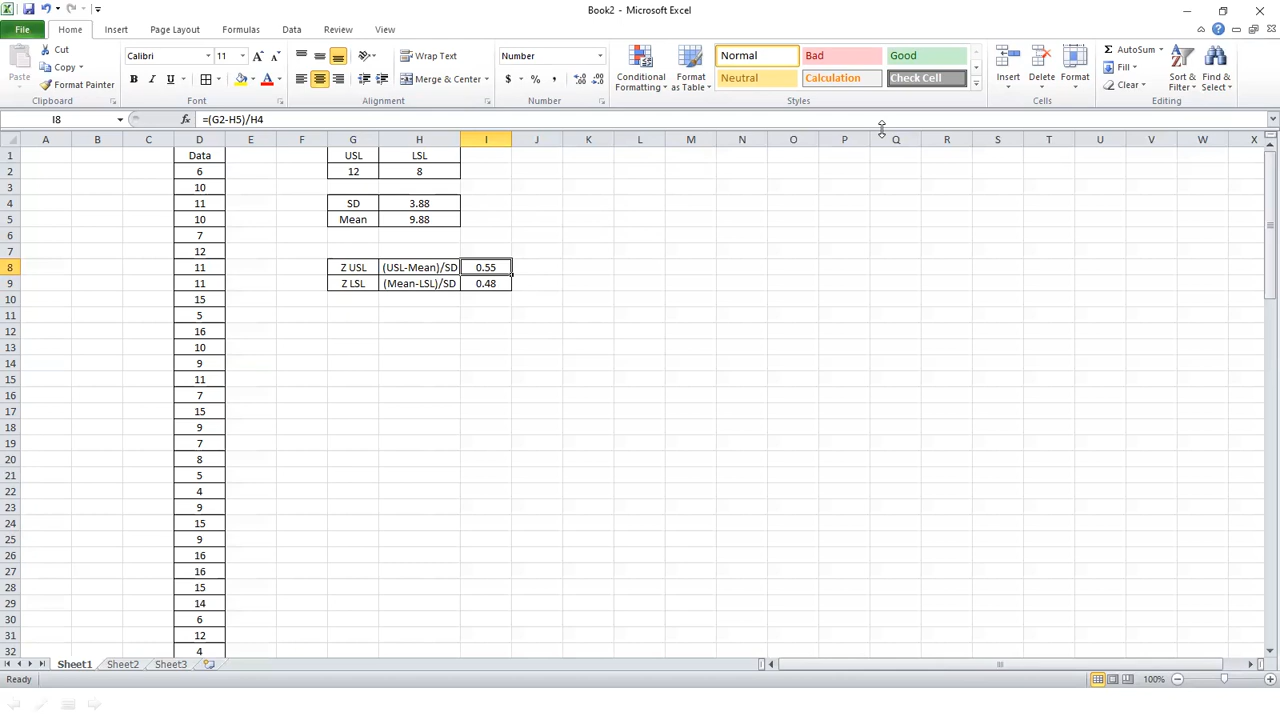 Book2 - Microsoft Excel
File Home Insert Page Layout Formulas Data Review View
Paste Cut Copy Format Painter
Calibri 11
Wrap Text
Merge & Center
Number
Conditional Formatting
Format as Table
Normal Bad Good
Neutral Calculation Check Cell
Insert Delete Format
AutoSum Fill Clear
Sort & Filter
Find & Select
Clipboard Font Alignment Number Styles Cells Editing
I8 fx =(G2-H5)/H4
A B C D E F G H I J K L M N O P Q R S T U V W X
1 Data USL LSL
2 6 12 8
3 10
4 11 SD 3.88
5 10 Mean 9.88
6 7
7 12
8 11 Z USL (USL-Mean)/SD 0.55
9 11 Z LSL (Mean-LSL)/SD 0.48
10 15
11 5
12 16
13 10
14 9
15 11
16 7
17 15
18 9
19 7
20 8
21 5
22 4
23 9
24 15
25 9
26 16
27 16
28 15
29 14
30 6
31 12
32 4
Sheet1 Sheet2 Sheet3
Ready 100%